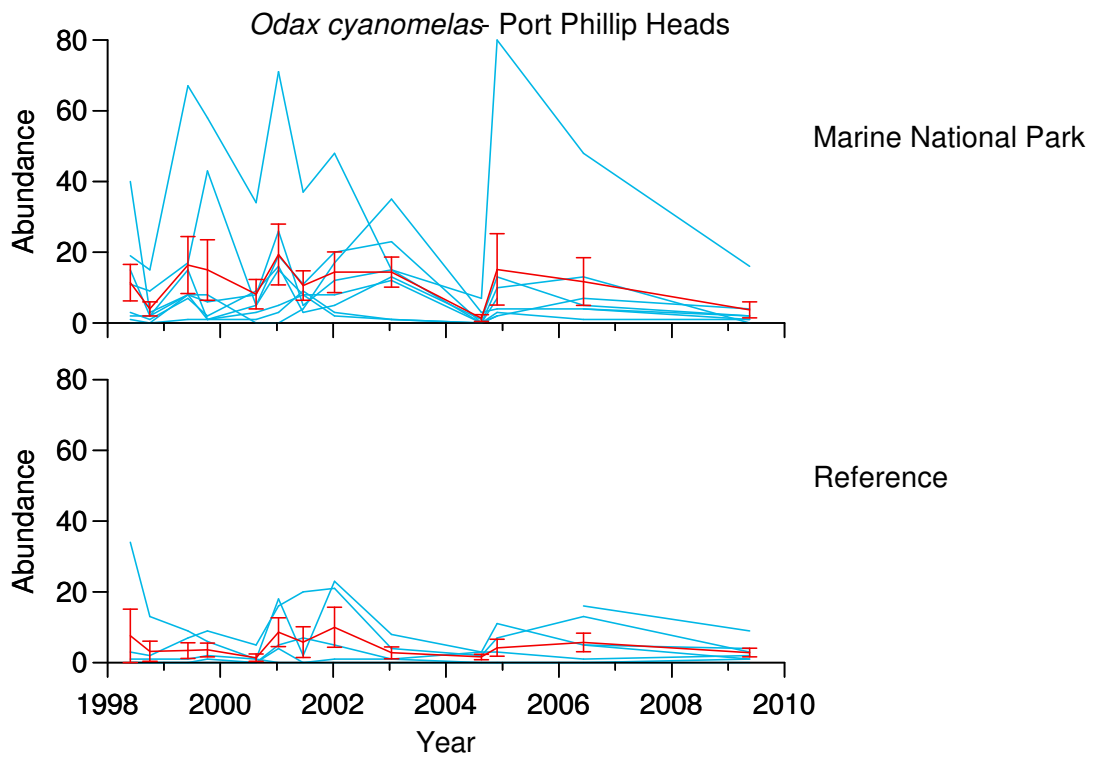 Odax cyanomelas- Port Phillip Heads
80
60
40
20
0
Abundance
Marine National Park
80
60
40
20
0
Abundance
Reference
1998 2000 2002 2004 2006 2008 2010
Year